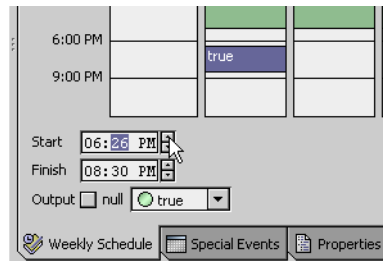 6:00 PM
true
9:00 PM
Start 06:26 PM
Finish 08:30 PM
Output null true
Weekly Schedule Special Events Properties